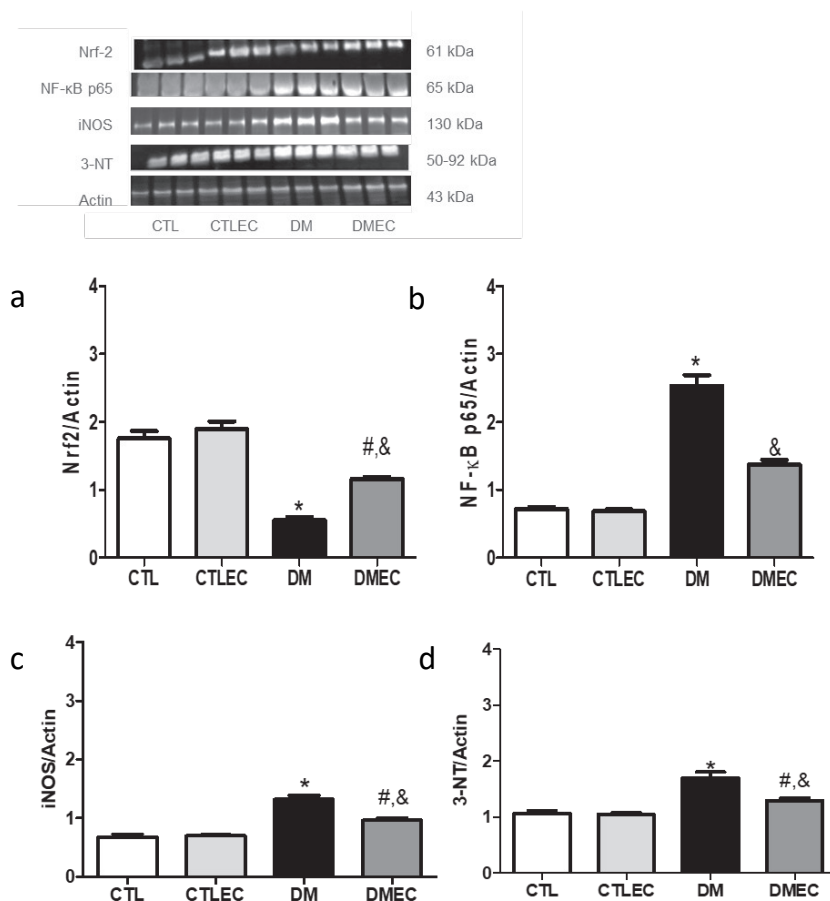 Nrf-2 61 kDa
NF-κB p65 65 kDa
iNOS 130 kDa
3-NT 50-92 kDa
Actin 43 kDa
CTL CTLEC DM DMEC
a
Nrf2/Actin
4
3
2
1
0
*
#,&
CTL CTLEC DM DMEC
b
NF-κB p65/Actin
4
3
2
1
0
*
&
CTL CTLEC DM DMEC
c
iNOS/Actin
4
3
2
1
0
*
#,&
CTL CTLEC DM DMEC
d
3-NT/Actin
4
3
2
1
0
*
#,&
CTL CTLEC DM DMEC